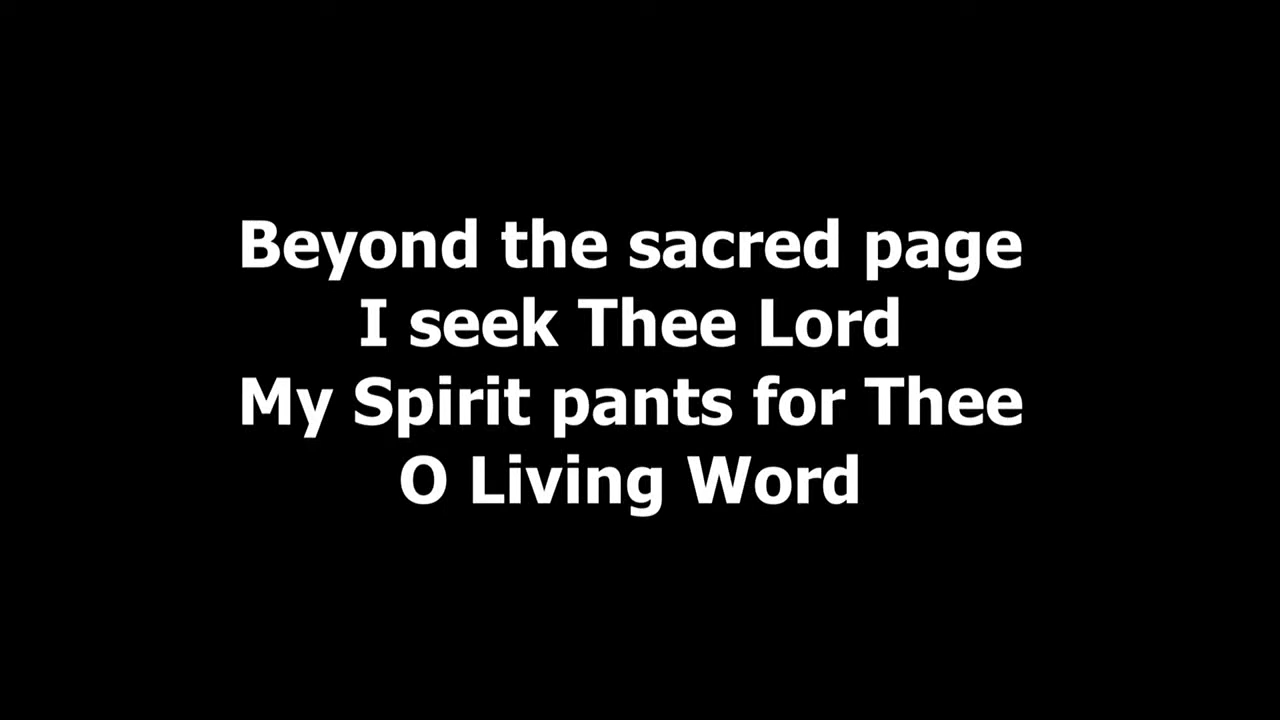 Beyond the sacred page
I seek Thee Lord
My Spirit pants for Thee
O Living Word